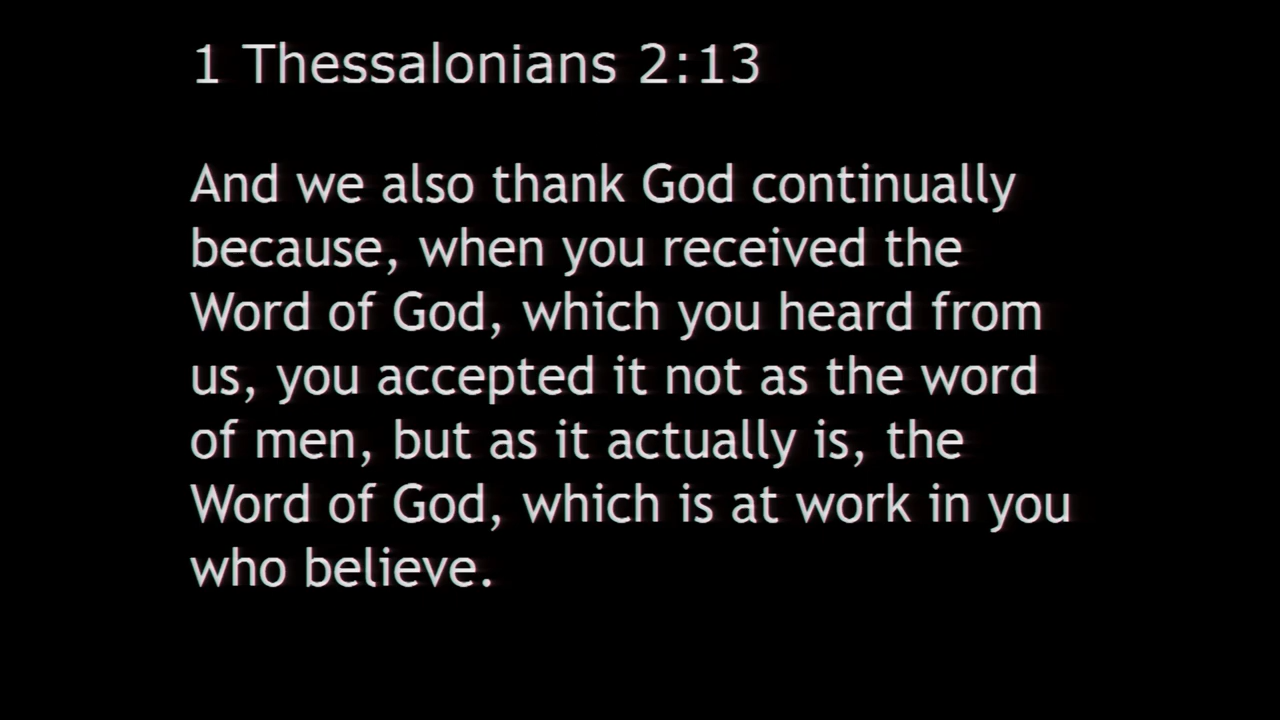 1 Thessalonians 2:13
And we also thank God continually
because, when you received the
Word of God, which you heard from
us, you accepted it not as the word
of men, but as it actually is, the
Word of God, which is at work in you
who believe.